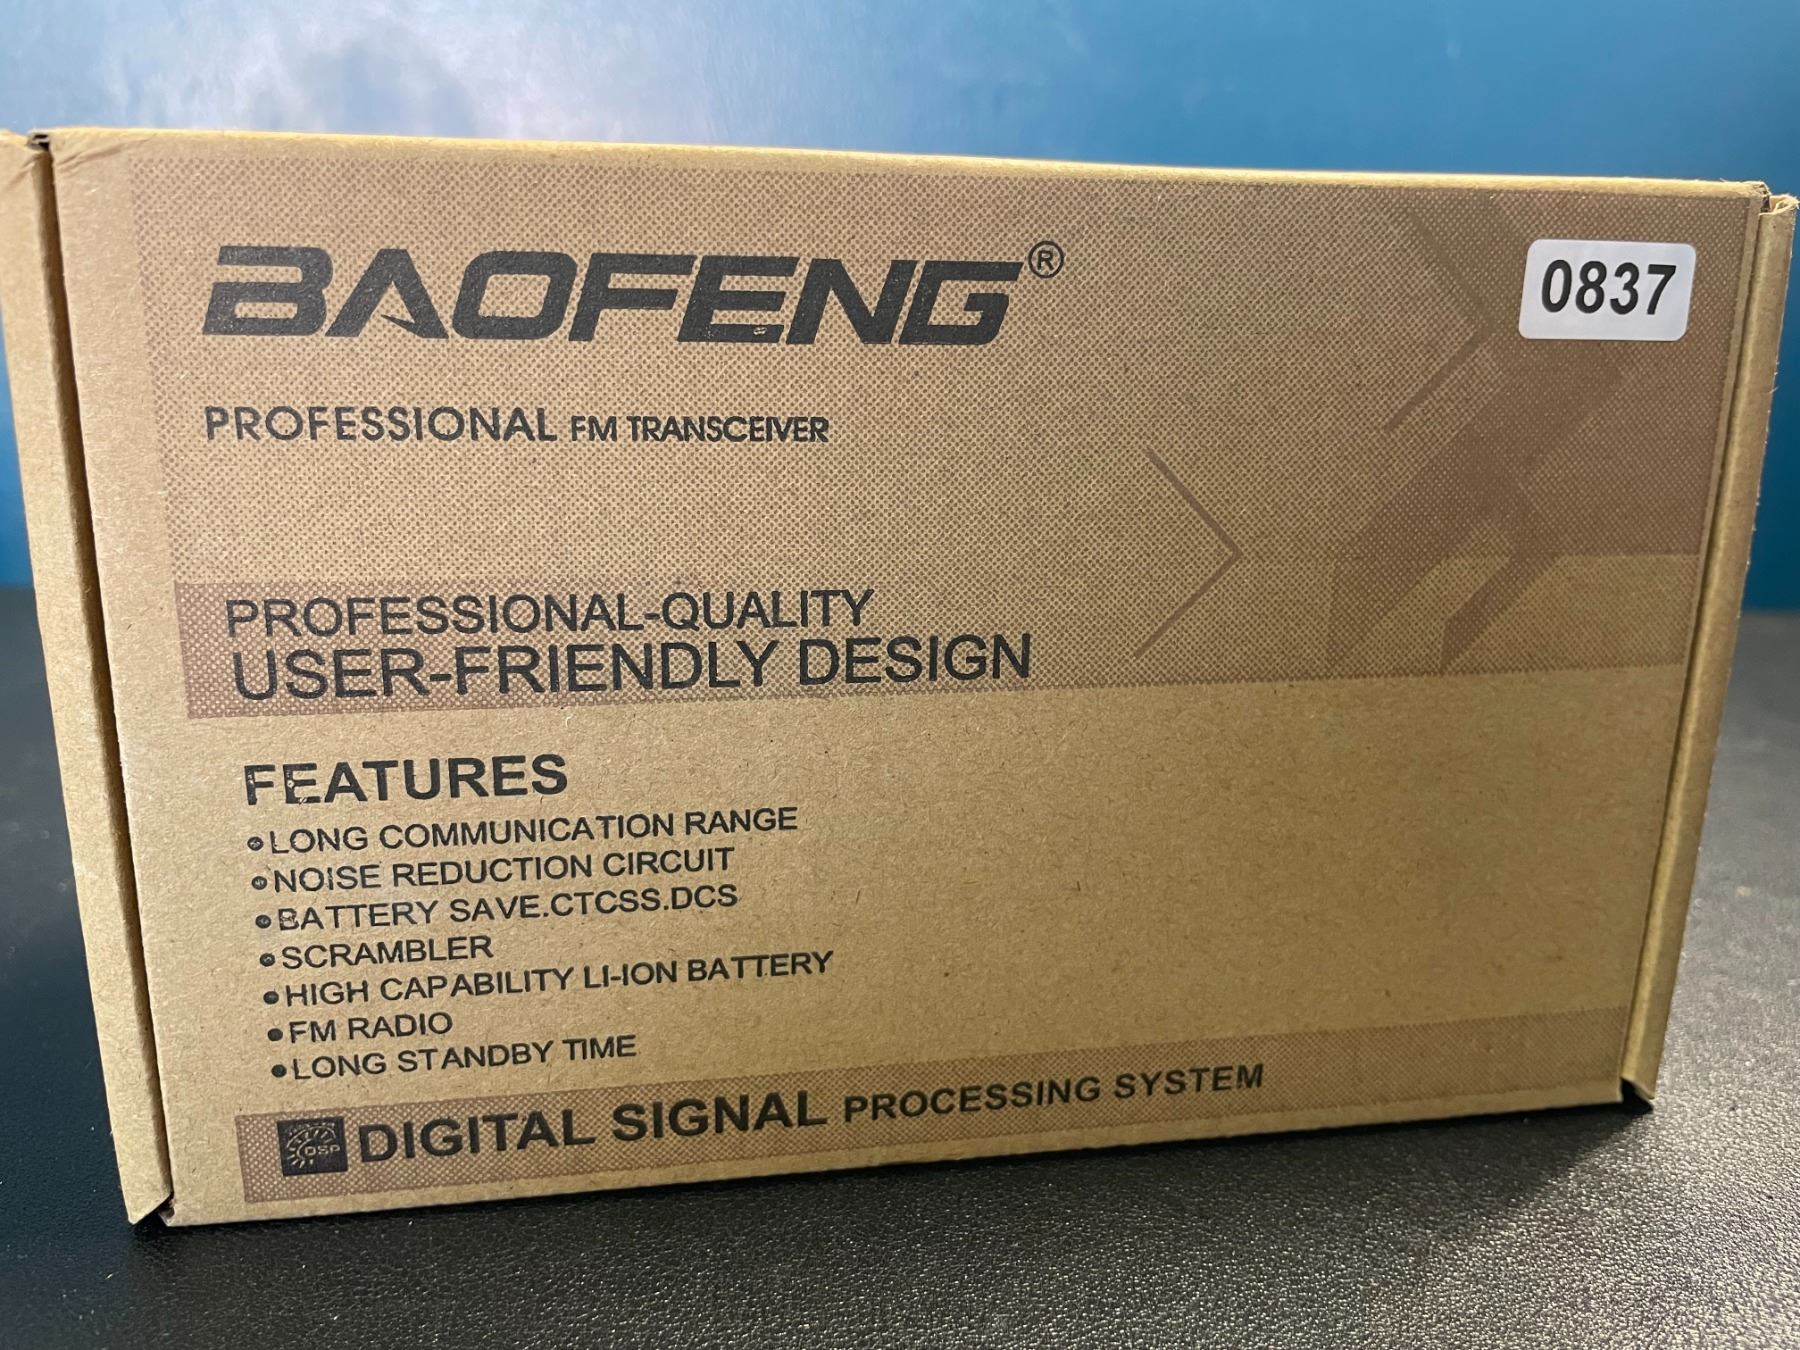 BAOFENG®
0837
PROFESSIONAL FM TRANSCEIVER
PROFESSIONAL-QUALITY
USER-FRIENDLY DESIGN
FEATURES
•LONG COMMUNICATION RANGE
•NOISE REDUCTION CIRCUIT
•BATTERY SAVE.CTCSS.DCS
•SCRAMBLER
•HIGH CAPABILITY LI-ION BATTERY
•FM RADIO
•LONG STANDBY TIME
DSP DIGITAL SIGNAL PROCESSING SYSTEM